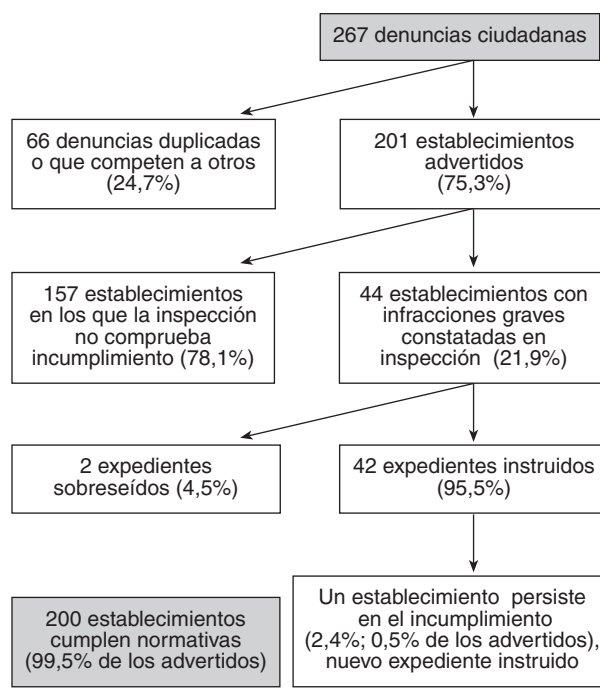 267 denuncias ciudadanas
66 denuncias duplicadas
o que competen a otros
(24,7%)
201 establecimientos
advertidos
(75,3%)
157 establecimientos
en los que la inspección
no comprueba
incumplimiento (78,1%)
44 establecimientos con
infracciones graves
constatadas en
inspección (21,9%)
2 expedientes
sobreseídos (4,5%)
42 expedientes instruidos
(95,5%)
200 establecimientos
cumplen normativas
(99,5% de los advertidos)
Un establecimiento persiste
en el incumplimiento
(2,4%; 0,5% de los advertidos),
nuevo expediente instruido